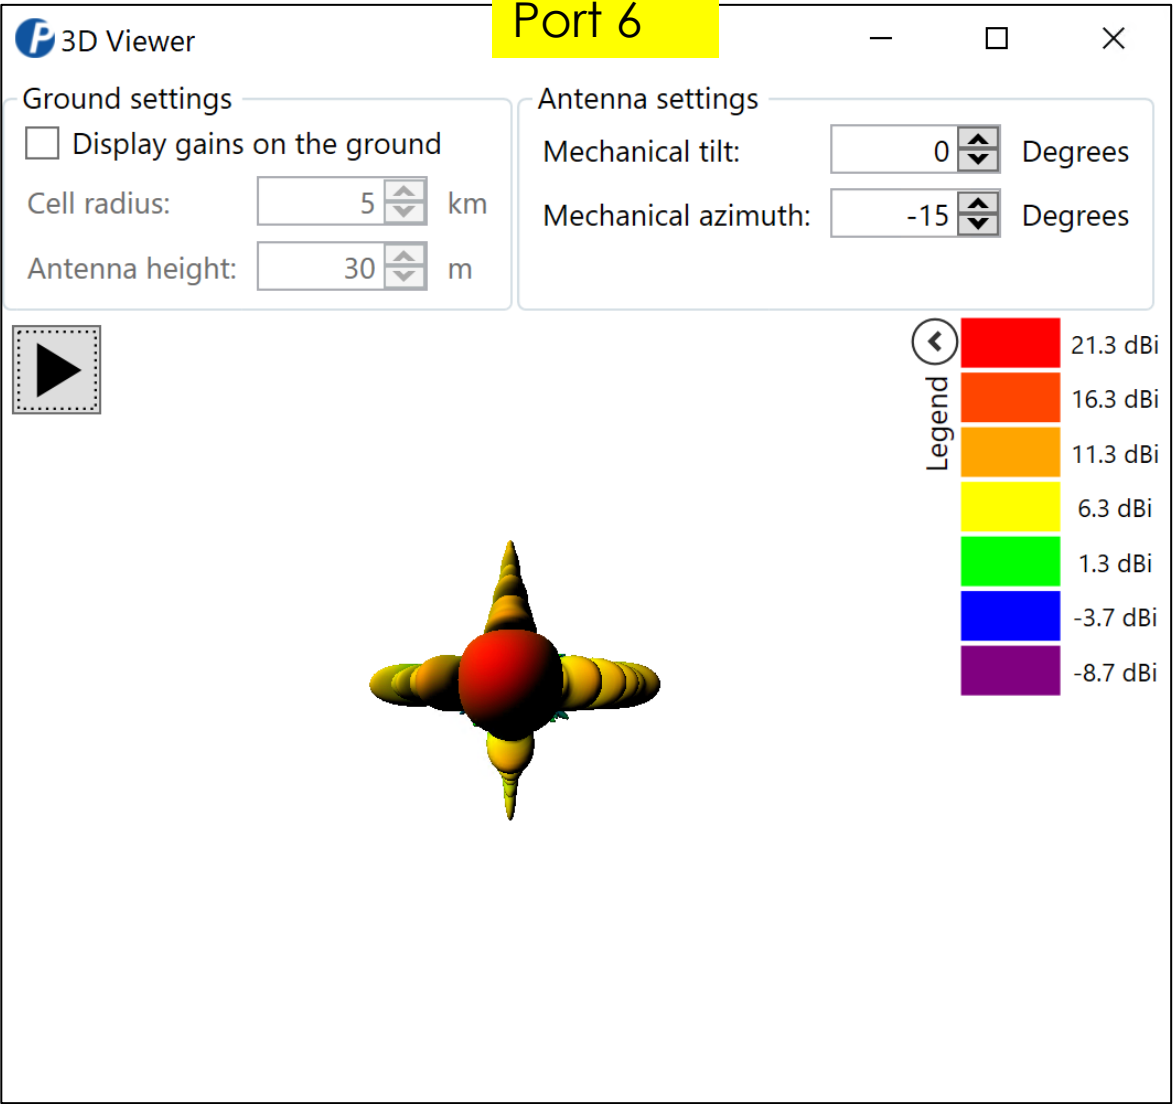 Port 6
3D Viewer
Ground settings
Display gains on the ground
Cell radius: 5 km
Antenna height: 30 m
Antenna settings
Mechanical tilt: 0 Degrees
Mechanical azimuth: -15 Degrees
Legend
21.3 dBi
16.3 dBi
11.3 dBi
6.3 dBi
1.3 dBi
-3.7 dBi
-8.7 dBi